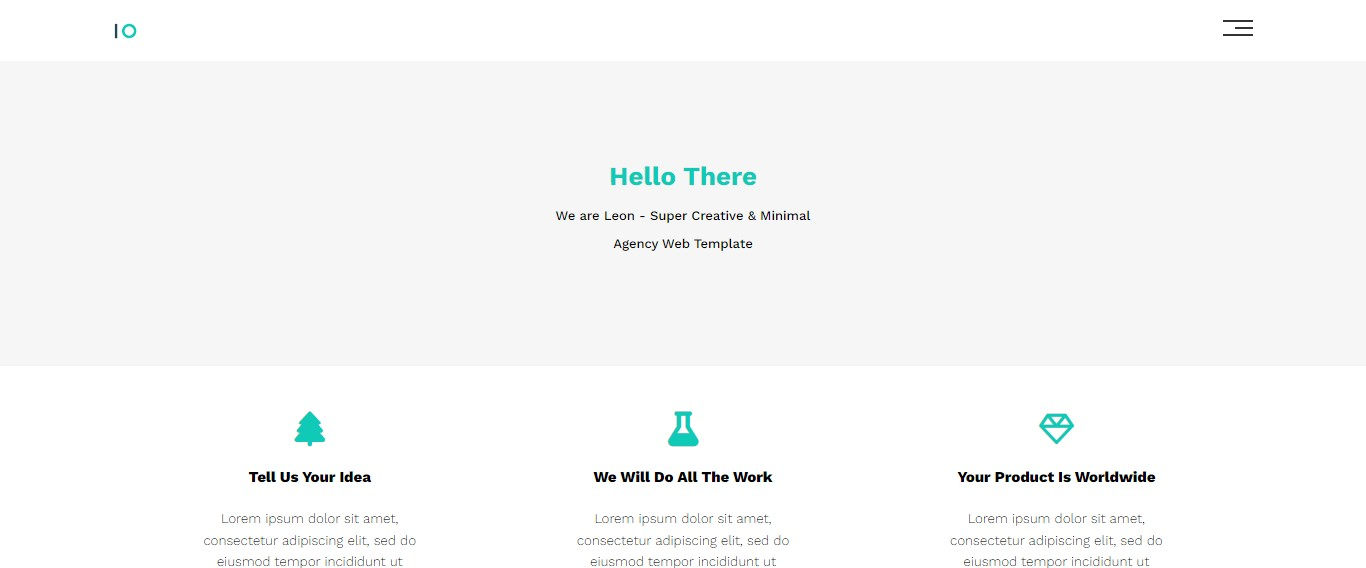 IO
Hello There
We are Leon - Super Creative & Minimal
Agency Web Template
Tell Us Your Idea
We Will Do All The Work
Your Product Is Worldwide
Lorem ipsum dolor sit amet,
consectetur adipiscing elit, sed do
eiusmod tempor incididunt ut
Lorem ipsum dolor sit amet,
consectetur adipiscing elit, sed do
eiusmod tempor incididunt ut
Lorem ipsum dolor sit amet,
consectetur adipiscing elit, sed do
eiusmod tempor incididunt ut